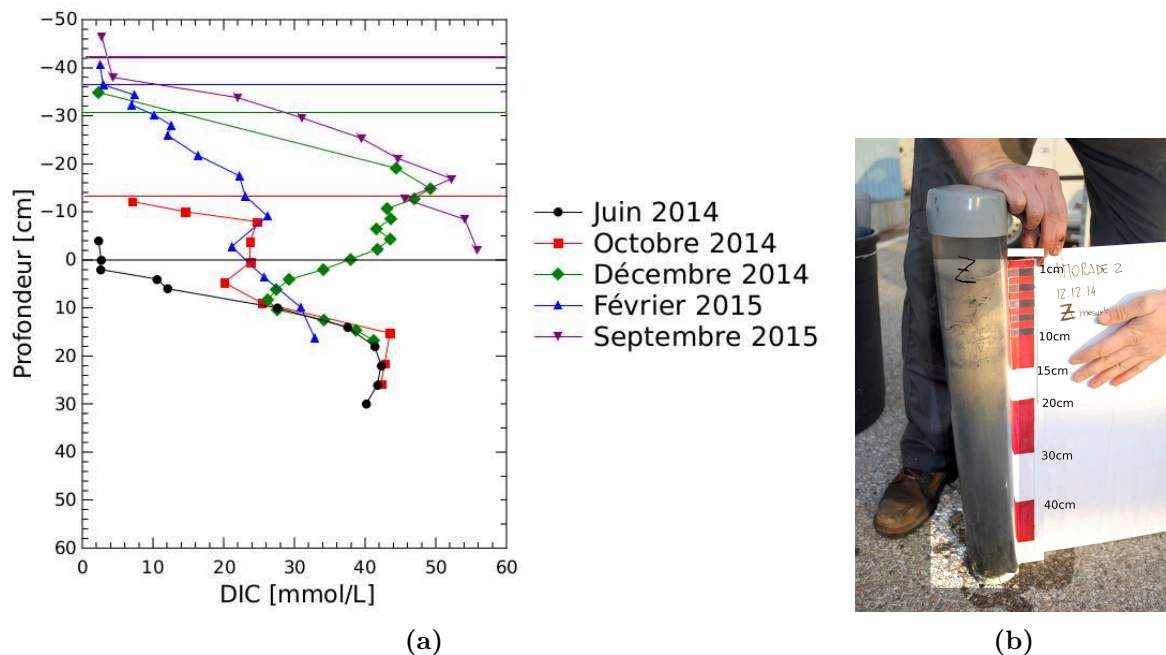 −50
−40
−30
−20
−10
0
10
20
30
40
50
60
Profondeur [cm]
0 10 20 30 40 50 60
DIC [mmol/L]
Juin 2014
Octobre 2014
Décembre 2014
Février 2015
Septembre 2015
(a)
Z
1cm
MORADE 2
12.12.14
Z
10cm
15cm
20cm
30cm
40cm
(b)